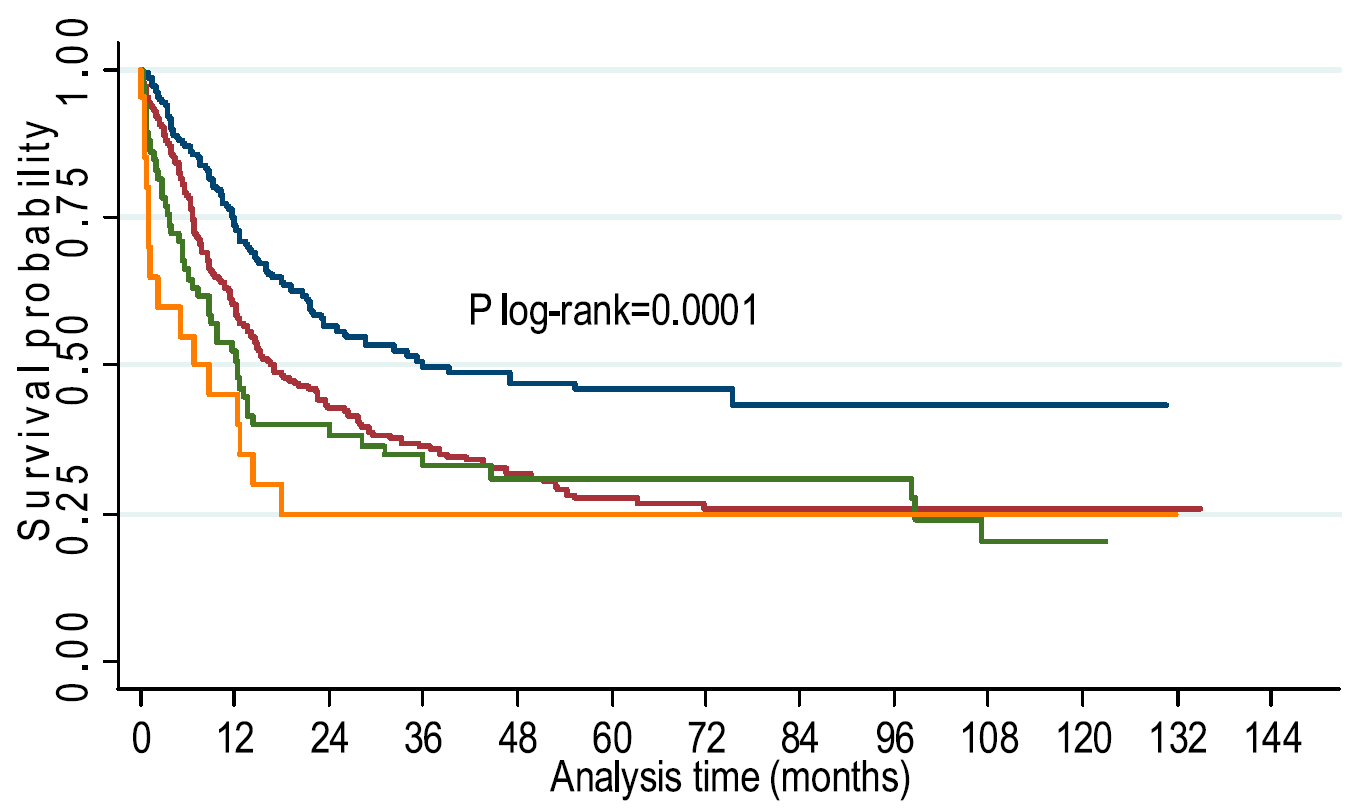 Survival probability
1.00
0.75
0.50
0.25
0.00
P log-rank=0.0001
0 12 24 36 48 60 72 84 96 108 120 132 144
Analysis time (months)